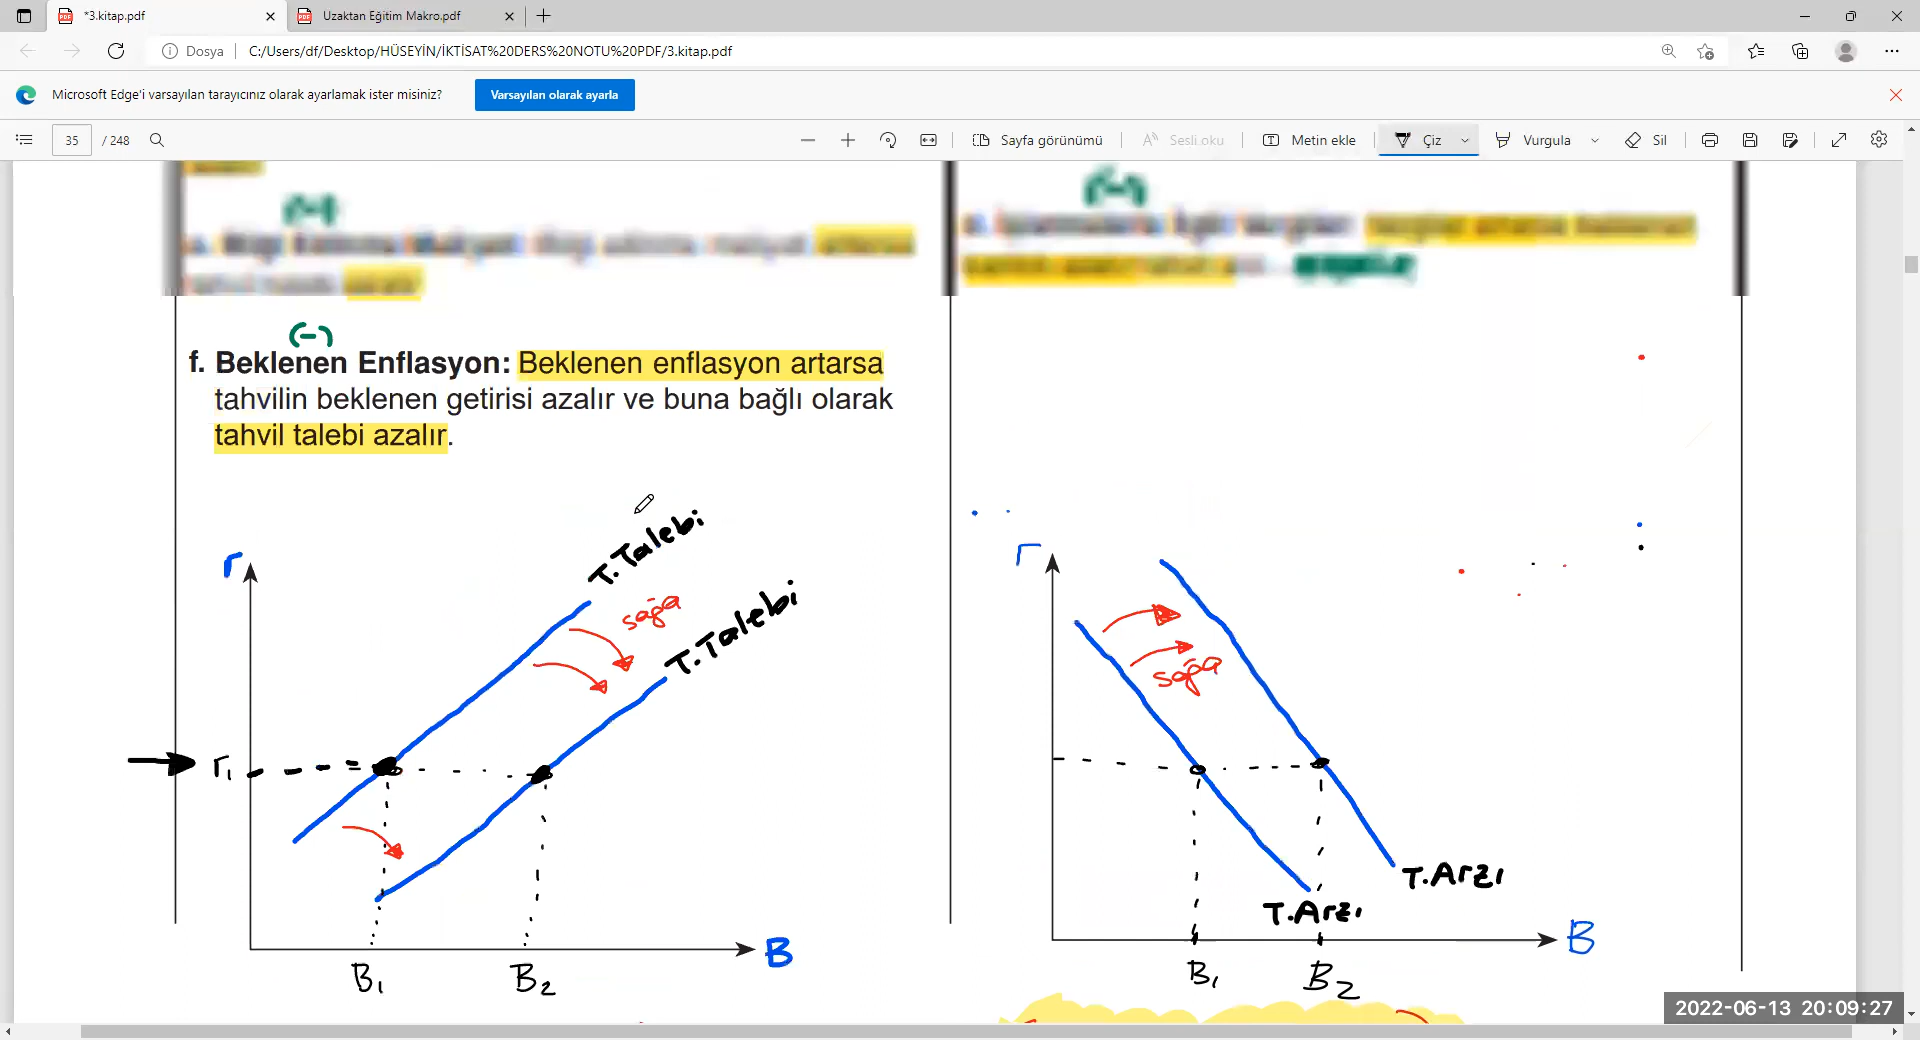 *3.kitap.pdf
Uzaktan Eğitim Makro.pdf
Dosya
C:/Users/df/Desktop/HÜSEYİN/İKTİSAT%20DERS%20NOTU%20PDF/3.kitap.pdf
Microsoft Edge'i varsayılan tarayıcınız olarak ayarlamak ister misiniz?
Varsayılan olarak ayarla
35 / 248
Sayfa görünümü
Sesli oku
Metin ekle
Çiz
Vurgula
Sil
(-)
f. Beklenen Enflasyon: Beklenen enflasyon artarsa
tahvilin beklenen getirisi azalır ve buna bağlı olarak
tahvil talebi azalır.
T.Talebi
r
sağa
T.Talebi
r₁
B
B₁
B₂
r
sağa
T.Arzı
T.Arzı
B
B₁
B₂
2022-06-13 20:09:27